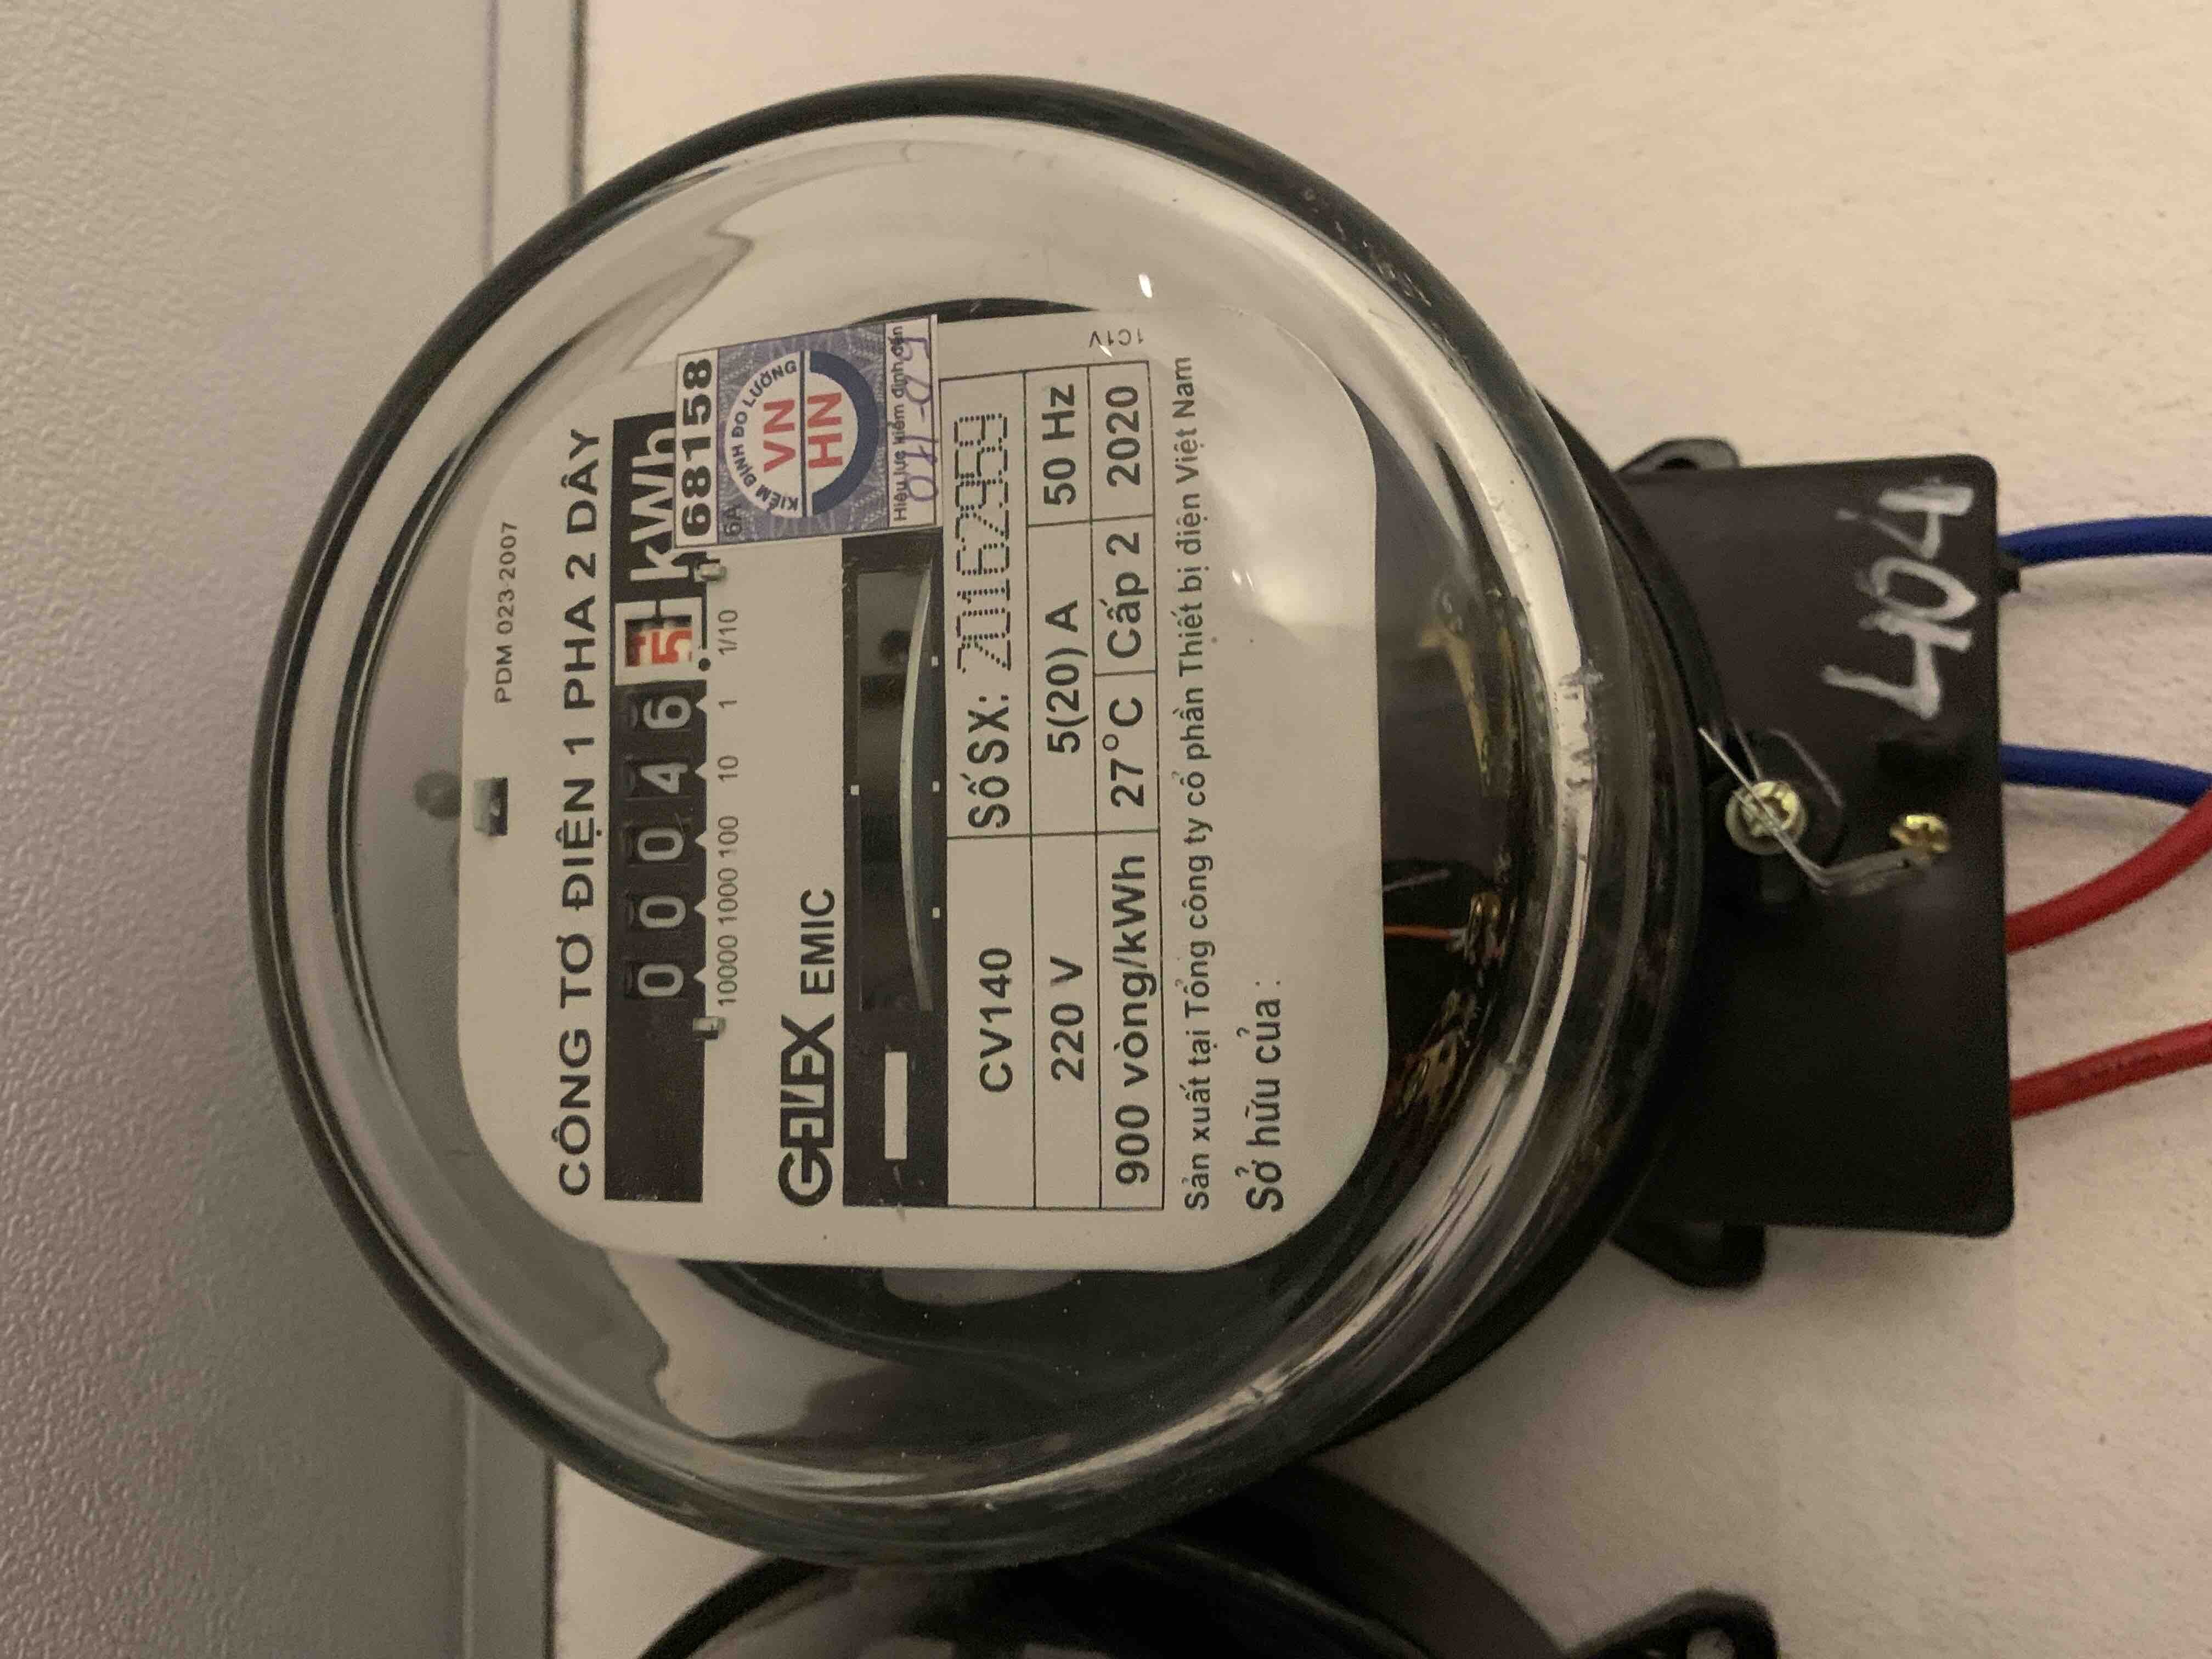 PDM 023-2007
CÔNG TƠ ĐIỆN 1 PHA 2 DÂY
0 0 0 4 6 5 kWh
10000 1000 100 10 1 1/10
68158
6A
KIỂM ĐỊNH ĐO LƯỜNG
VN
HN
Hiệu lực kiểm định đến
GELEX EMIC
CV140 Số SX: 20162959
220 V 5(20) A 50 Hz
900 vòng/kWh 27°C Cấp 2 2020
1C1V
Sản xuất tại Tổng công ty cổ phần Thiết bị điện Việt Nam
Sở hữu của :
404